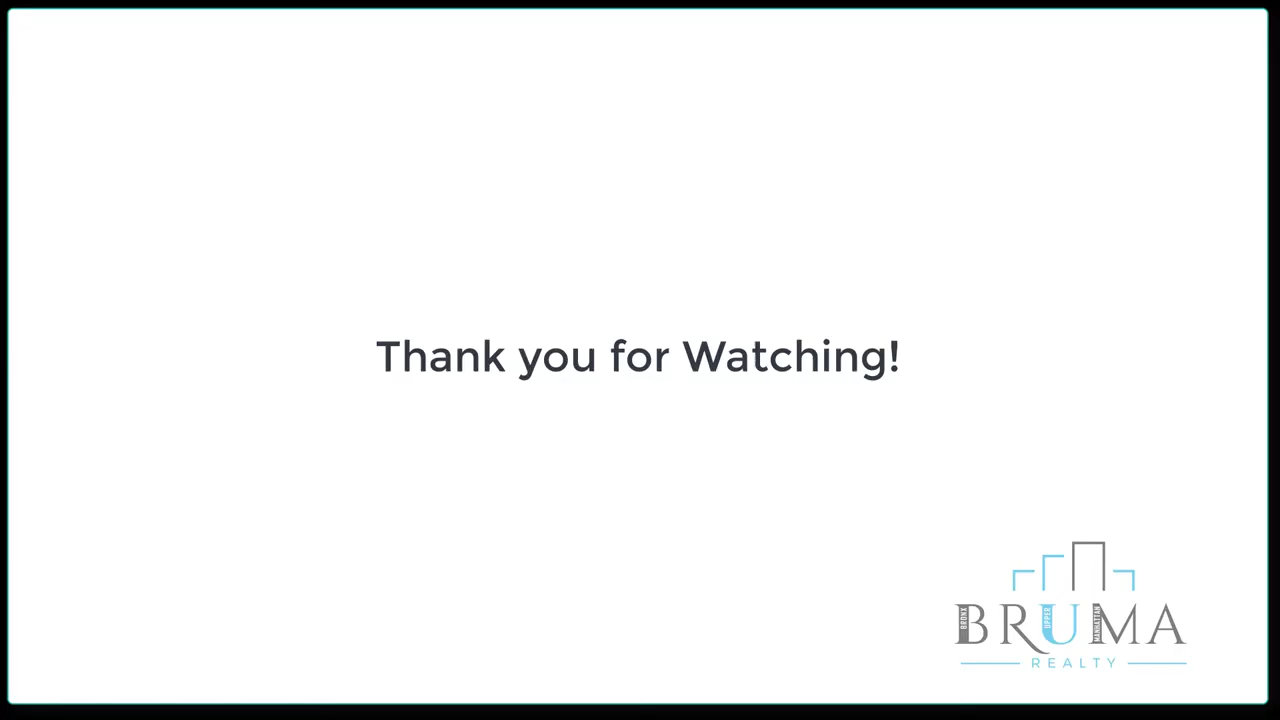 Thank you for Watching!
BRUMA
BRONX
UPPER
MANHATTAN
REALTY